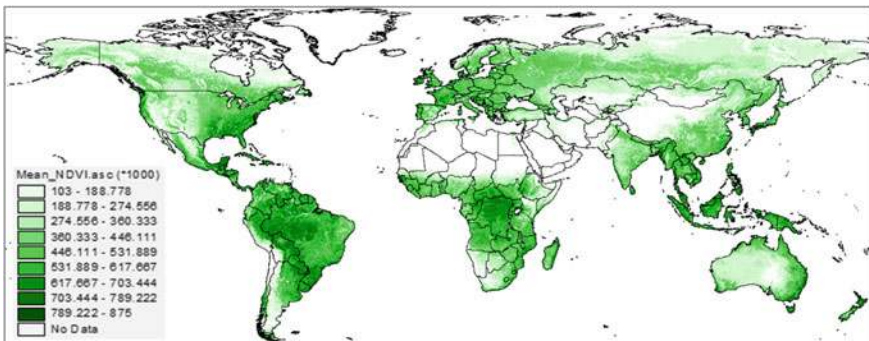 Mean_NDVI.asc (*1000)
103 - 188.778
188.778 - 274.556
274.556 - 360.333
360.333 - 446.111
446.111 - 531.889
531.889 - 617.667
617.667 - 703.444
703.444 - 789.222
789.222 - 875
No Data